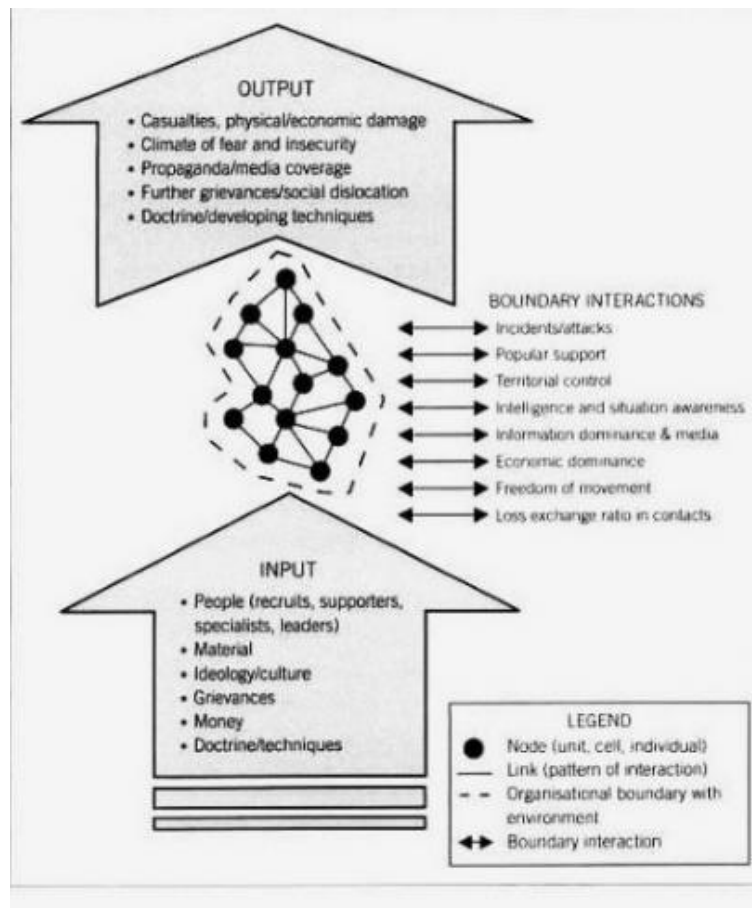 OUTPUT
• Casualties, physical/economic damage
• Climate of fear and insecurity
• Propaganda/media coverage
• Further grievances/social dislocation
• Doctrine/developing techniques
BOUNDARY INTERACTIONS
Incidents/attacks
Popular support
Territorial control
Intelligence and situation awareness
Information dominance & media
Economic dominance
Freedom of movement
Loss exchange ratio in contacts
INPUT
• People (recruits, supporters,
specialists, leaders)
• Material
• Ideology/culture
• Grievances
• Money
• Doctrine/techniques
LEGEND
Node (unit, cell, individual)
Link (pattern of interaction)
Organisational boundary with
environment
Boundary interaction